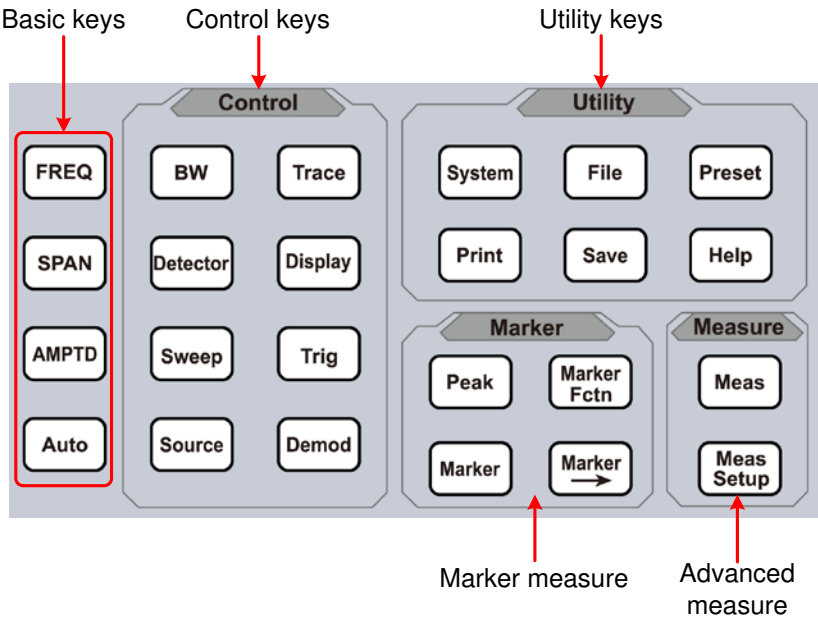 Basic keys
Control keys
Utility keys
Control
Utility
FREQ
BW
Trace
System
File
Preset
SPAN
Detector
Display
Print
Save
Help
Marker
Measure
AMPTD
Sweep
Trig
Peak
Marker
Fctn
Meas
Auto
Source
Demod
Marker
Marker
Meas
Setup
Marker measure
Advanced
measure